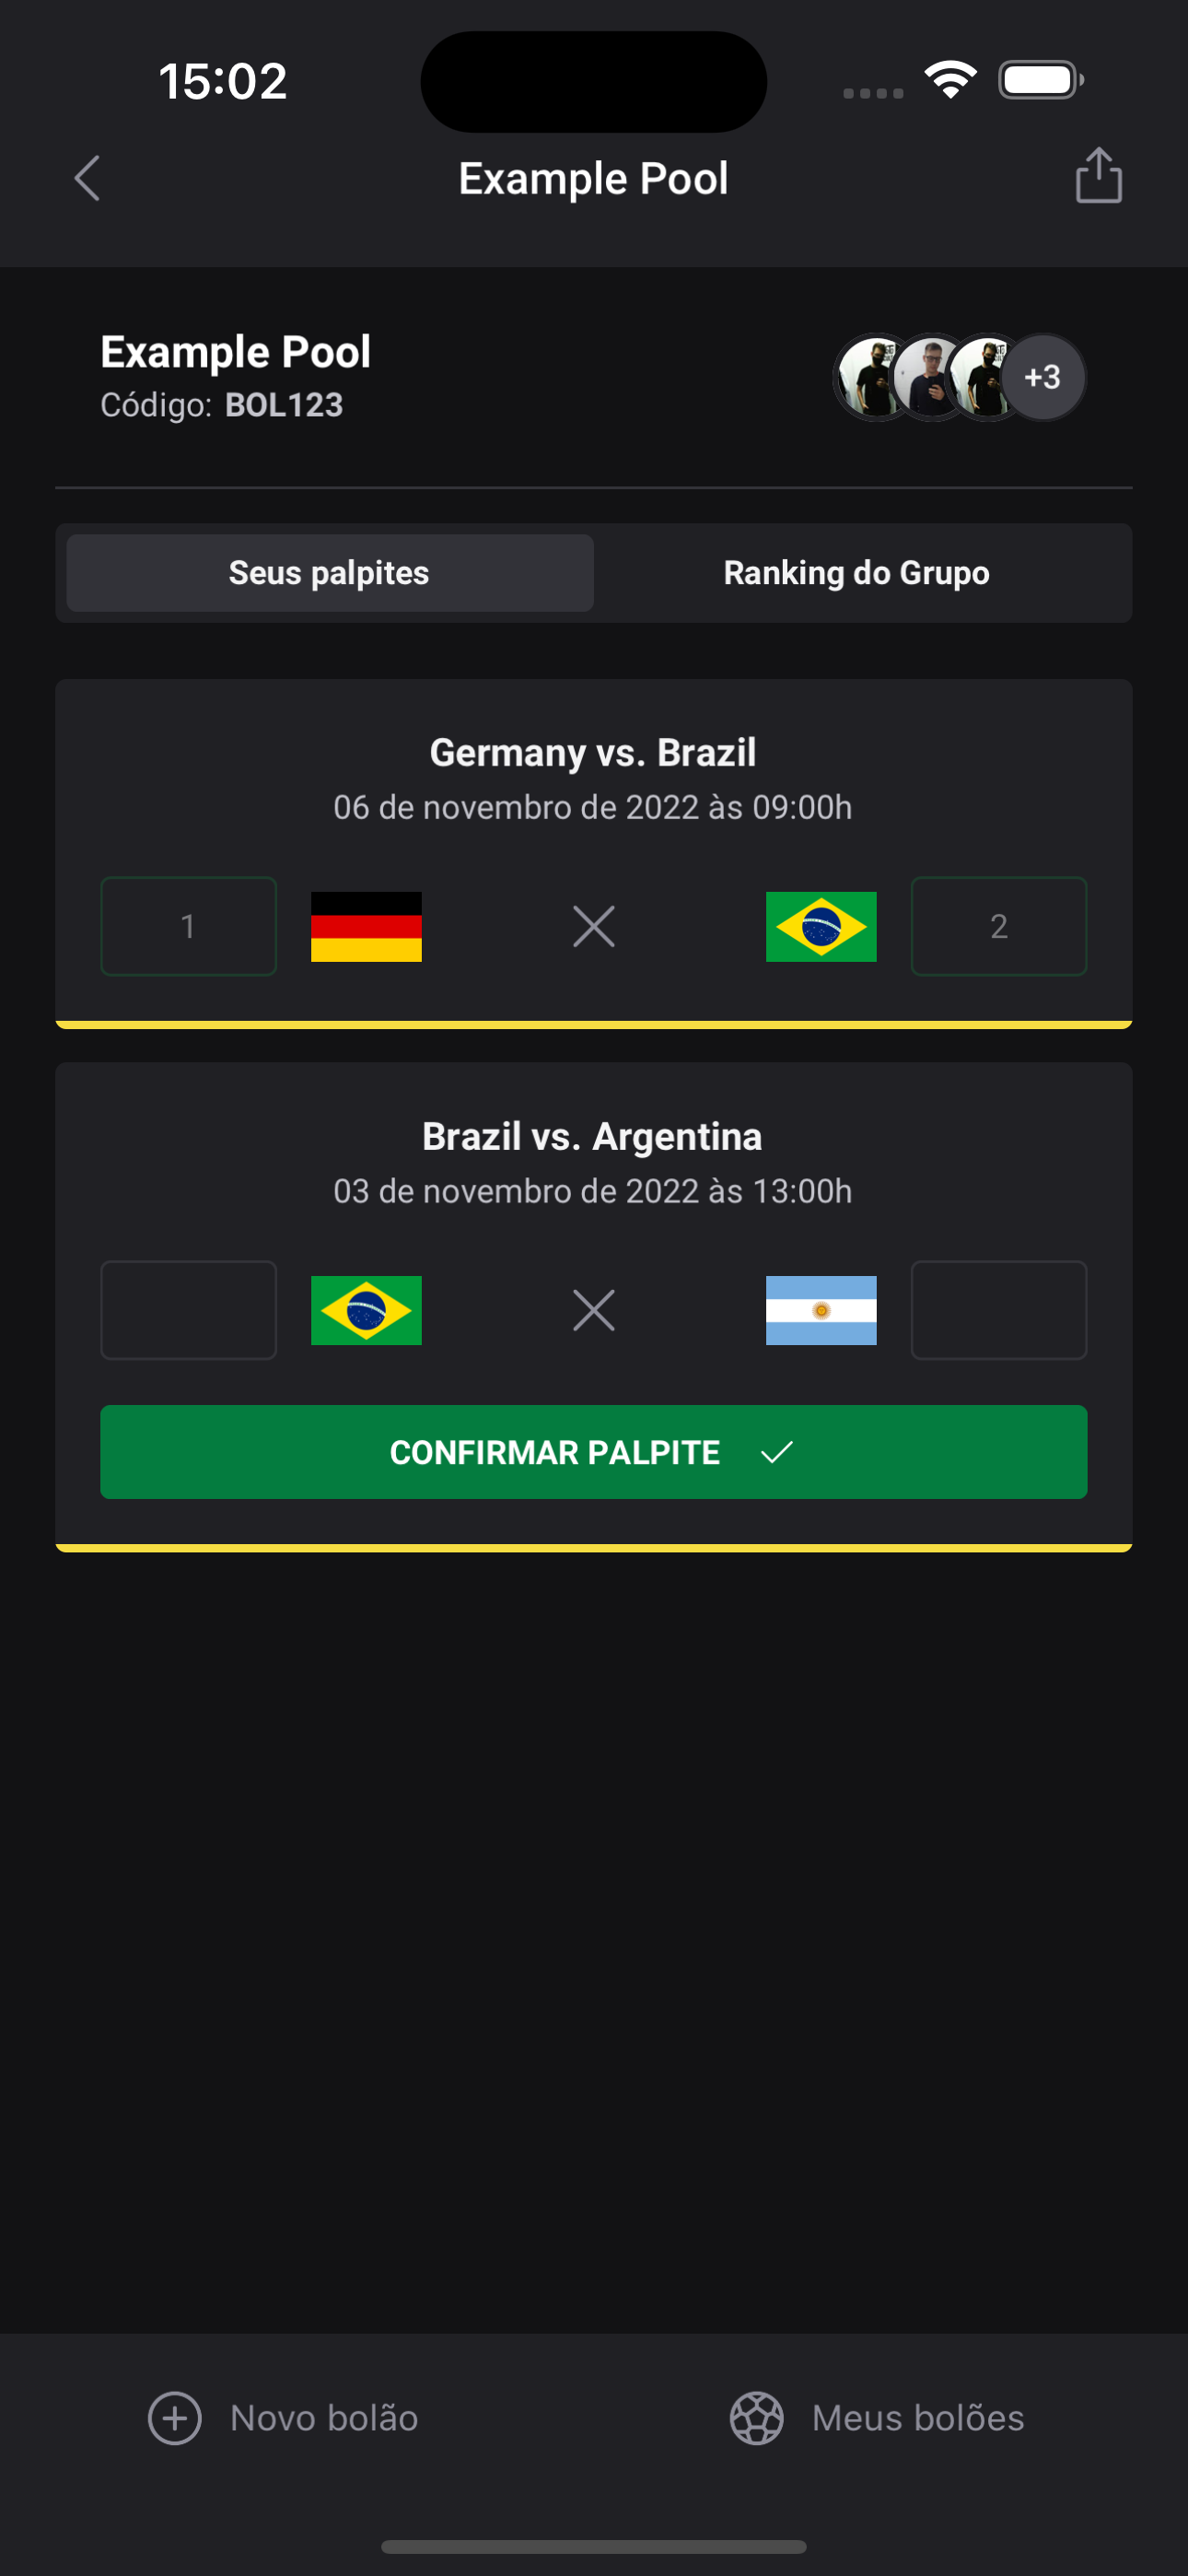 15:02
Example Pool
Example Pool
Código: BOL123
+3
Seus palpites
Ranking do Grupo
Germany vs. Brazil
06 de novembro de 2022 às 09:00h
1
2
Brazil vs. Argentina
03 de novembro de 2022 às 13:00h
CONFIRMAR PALPITE
Novo bolão
Meus bolões